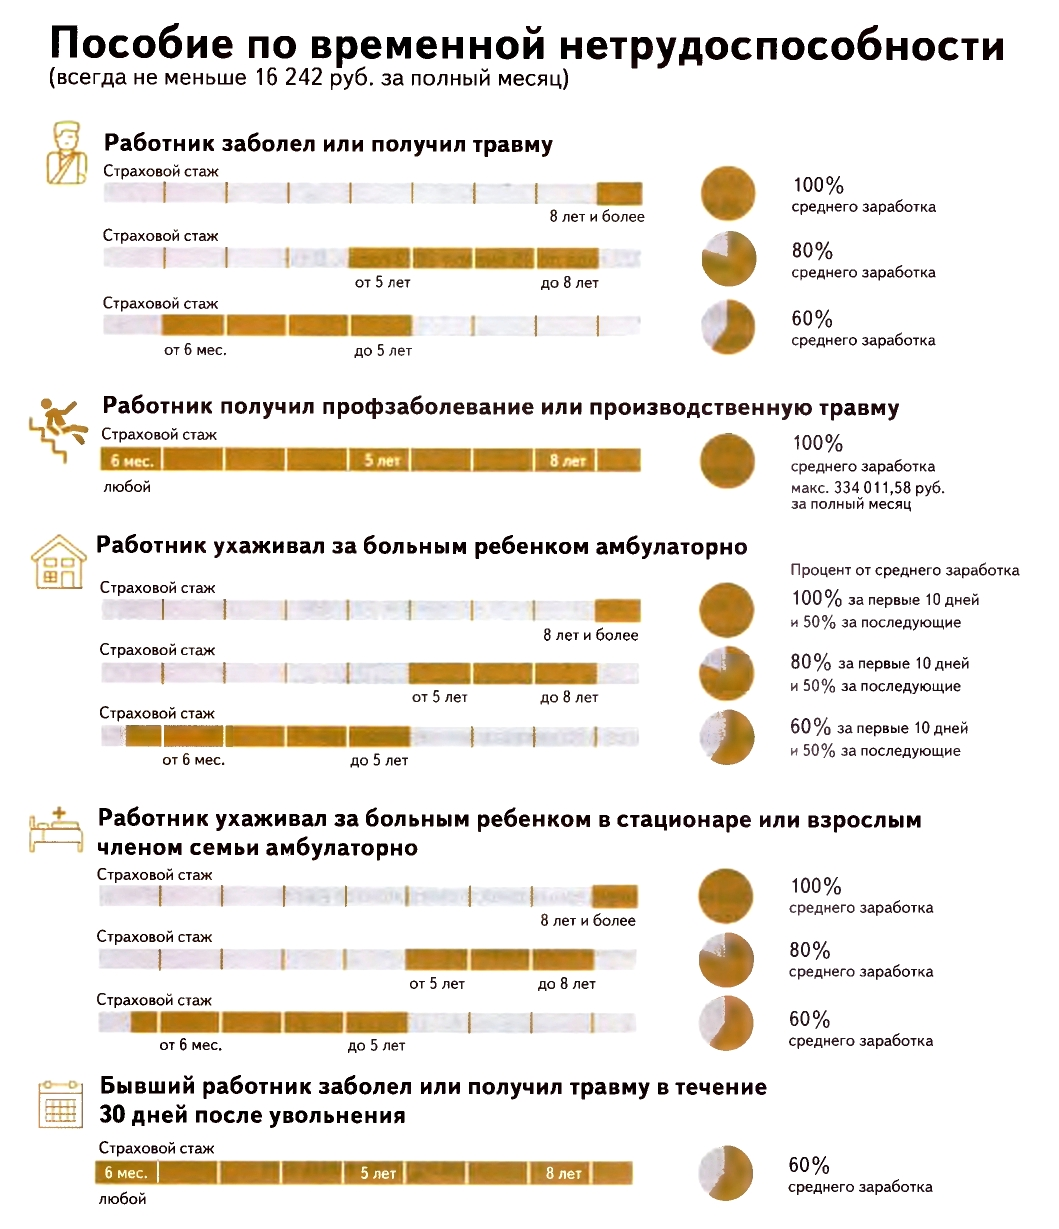 Пособие по временной нетрудоспособности
(всегда не меньше 16 242 руб. за полный месяц)
Работник заболел или получил травму
Страховой стаж
8 лет и более
100%
среднего заработка
Страховой стаж
от 5 лет
до 8 лет
80%
среднего заработка
Страховой стаж
от 6 мес.
до 5 лет
60%
среднего заработка
Работник получил профзаболевание или производственную травму
Страховой стаж
6 мес.
5 лет
8 лет
любой
100%
среднего заработка
макс. 334 011,58 руб.
за полный месяц
Работник ухаживал за больным ребенком амбулаторно
Процент от среднего заработка
Страховой стаж
8 лет и более
100% за первые 10 дней
и 50% за последующие
Страховой стаж
от 5 лет
до 8 лет
80% за первые 10 дней
и 50% за последующие
Страховой стаж
от 6 мес.
до 5 лет
60% за первые 10 дней
и 50% за последующие
Работник ухаживал за больным ребенком в стационаре или взрослым
членом семьи амбулаторно
Страховой стаж
8 лет и более
100%
среднего заработка
Страховой стаж
от 5 лет
до 8 лет
80%
среднего заработка
Страховой стаж
от 6 мес.
до 5 лет
60%
среднего заработка
Бывший работник заболел или получил травму в течение
30 дней после увольнения
Страховой стаж
6 мес.
5 лет
8 лет
любой
60%
среднего заработка